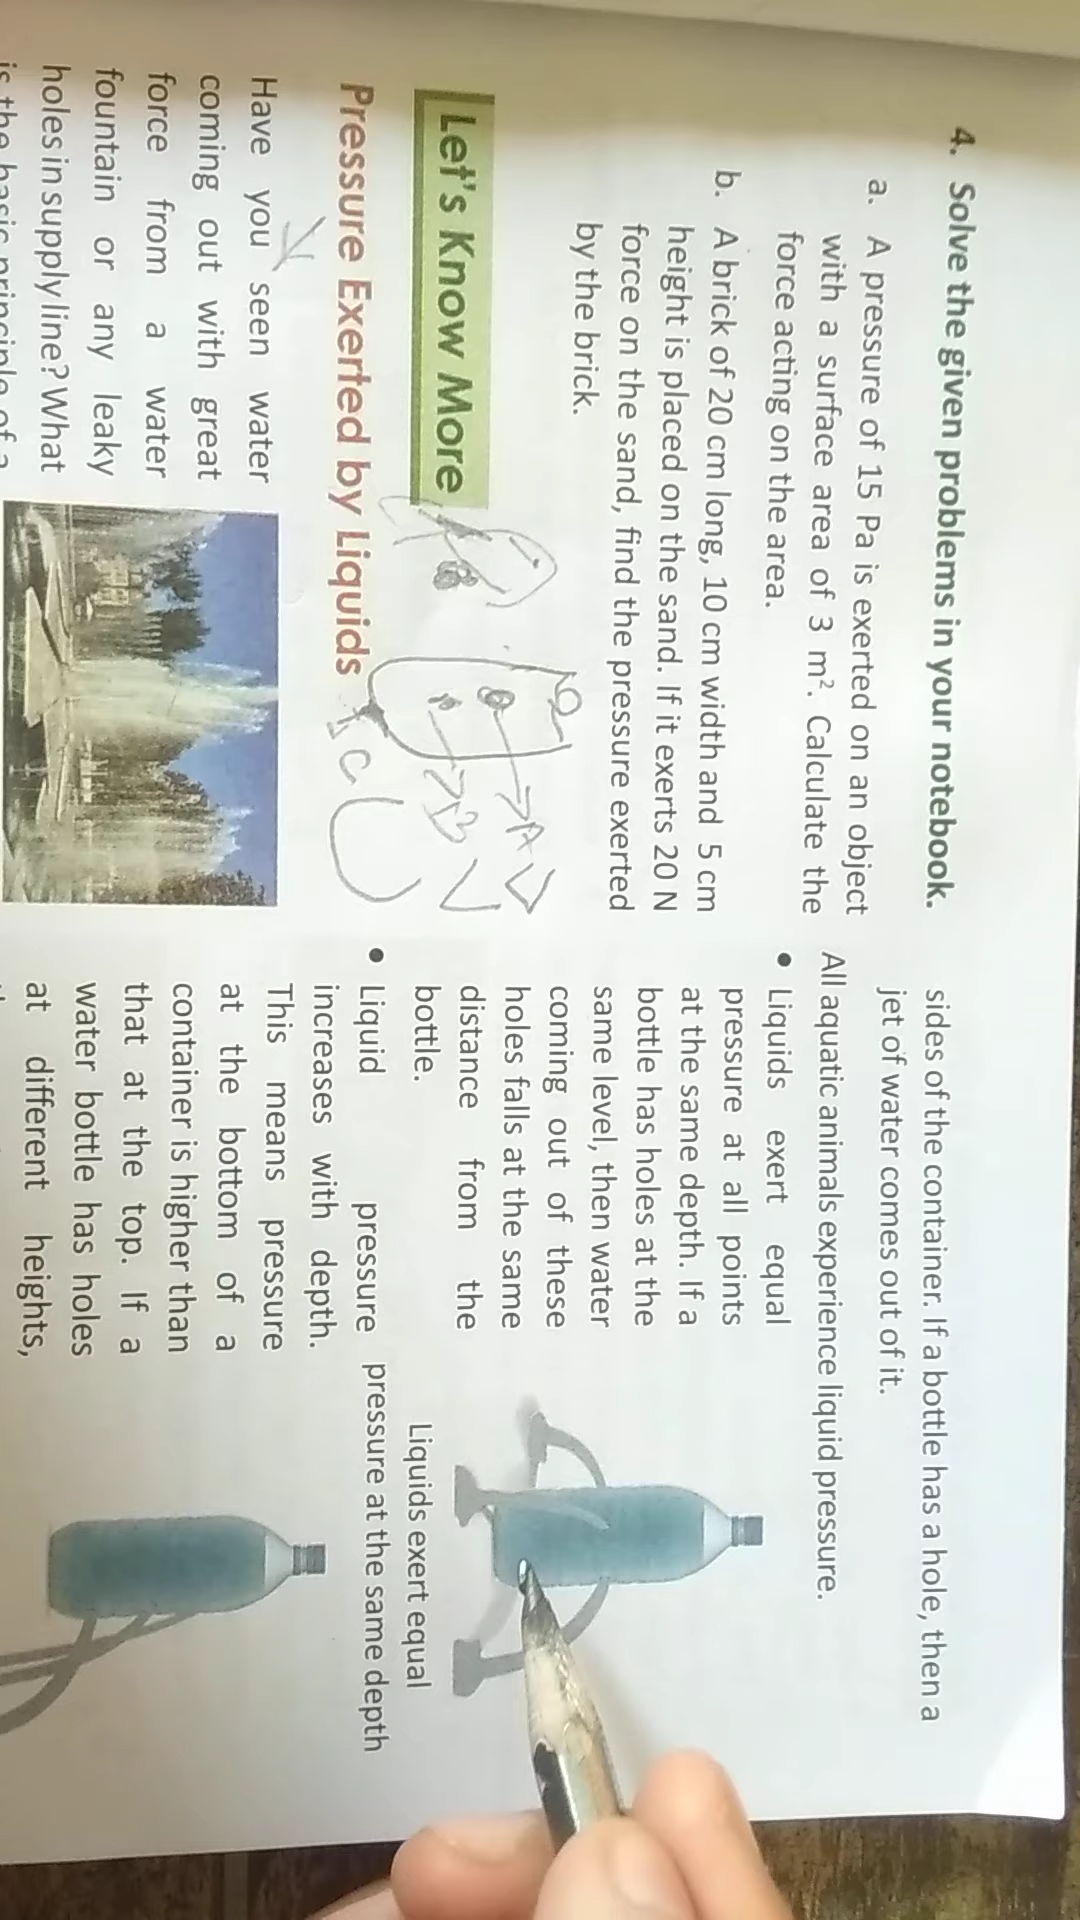 4. Solve the given problems in your notebook.
a. A pressure of 15 Pa is exerted on an object
with a surface area of 3 m². Calculate the
force acting on the area.
b. A brick of 20 cm long, 10 cm width and 5 cm
height is placed on the sand. If it exerts 20 N
force on the sand, find the pressure exerted
by the brick.
Let's Know More
A
B
C
Pressure Exerted by Liquids
Have you seen water
coming out with great
force from a water
fountain or any leaky
holes in supply line? What
is the basic principle of a
sides of the container. If a bottle has a hole, then a
jet of water comes out of it.
All aquatic animals experience liquid pressure.
• Liquids exert equal
pressure at all points
at the same depth. If a
bottle has holes at the
same level, then water
coming out of these
holes falls at the same
distance from the
bottle.
Liquids exert equal
pressure at the same depth
• Liquid pressure
increases with depth.
This means pressure
at the bottom of a
container is higher than
that at the top. If a
water bottle has holes
at different heights,